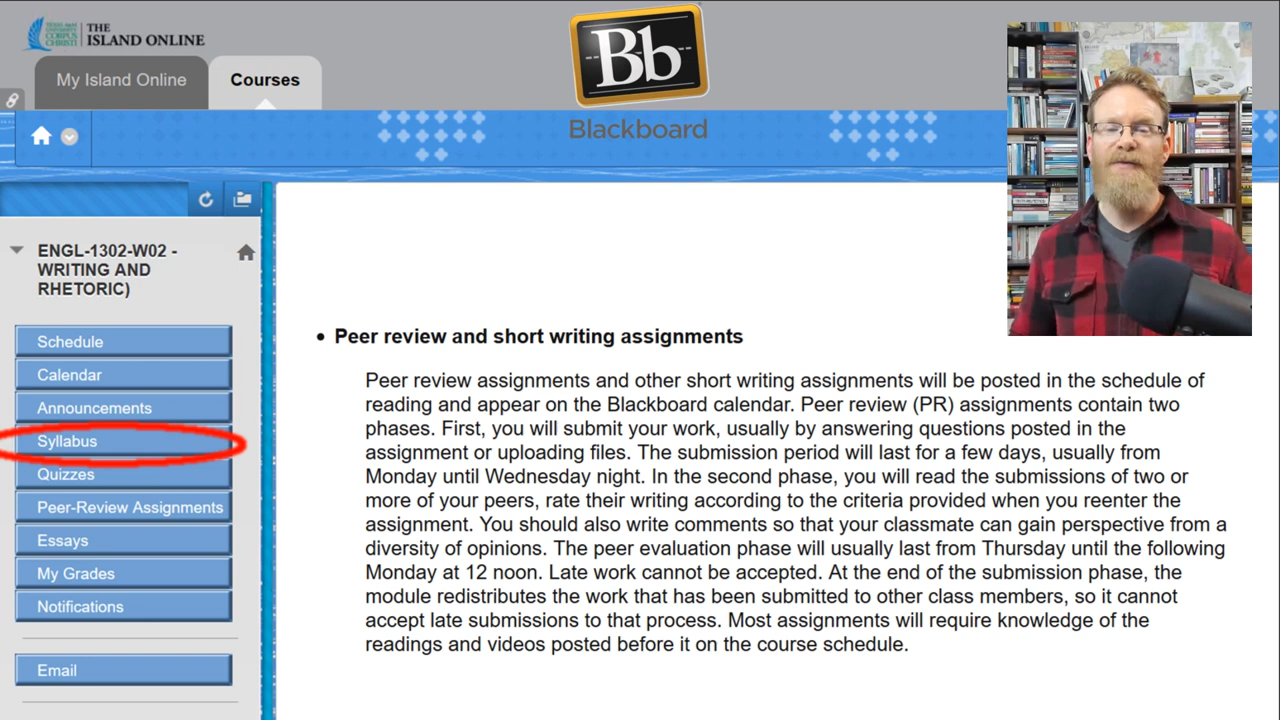 TEXAS A&M
UNIVERSITY
CORPUS
CHRISTI
THE
ISLAND ONLINE
My Island Online
Courses
Bb
Blackboard
ENGL-1302-W02 -
WRITING AND
RHETORIC)
Schedule
Calendar
Announcements
Syllabus
Quizzes
Peer-Review Assignments
Essays
My Grades
Notifications
Email
• Peer review and short writing assignments
Peer review assignments and other short writing assignments will be posted in the schedule of
reading and appear on the Blackboard calendar. Peer review (PR) assignments contain two
phases. First, you will submit your work, usually by answering questions posted in the
assignment or uploading files. The submission period will last for a few days, usually from
Monday until Wednesday night. In the second phase, you will read the submissions of two or
more of your peers, rate their writing according to the criteria provided when you reenter the
assignment. You should also write comments so that your classmate can gain perspective from a
diversity of opinions. The peer evaluation phase will usually last from Thursday until the following
Monday at 12 noon. Late work cannot be accepted. At the end of the submission phase, the
module redistributes the work that has been submitted to other class members, so it cannot
accept late submissions to that process. Most assignments will require knowledge of the
readings and videos posted before it on the course schedule.